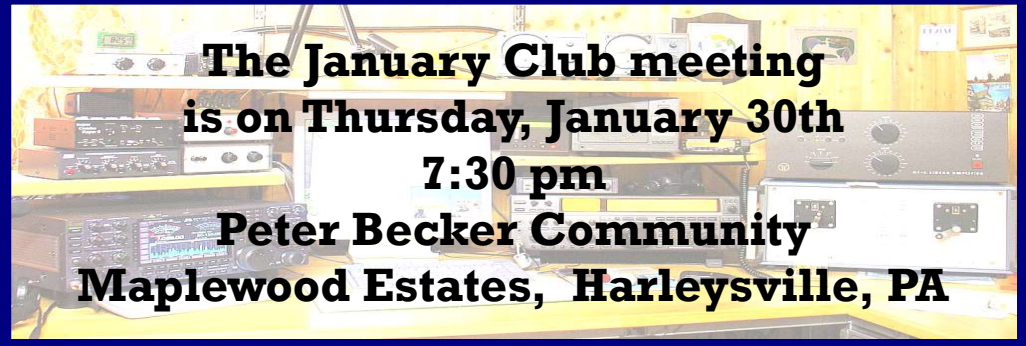 The January Club meeting
is on Thursday, January 30th
7:30 pm
Peter Becker Community
Maplewood Estates, Harleysville, PA